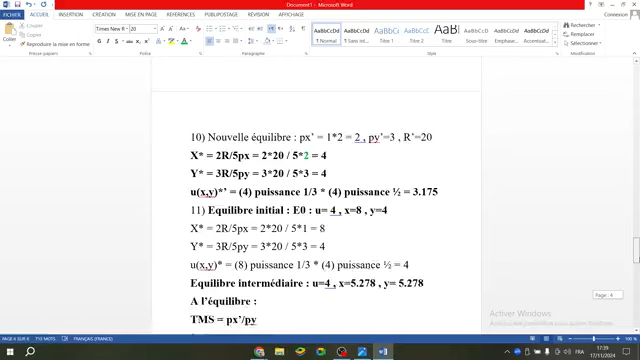 Document1 - Microsoft Word
FICHIER ACCUEIL INSERTION CRÉATION MISE EN PAGE RÉFÉRENCES PUBLIPOSTAGE RÉVISION AFFICHAGE Connexion
Coller
Couper
Copier
Reproduire la mise en forme
Presse-papiers
Times New R 20
Police
Paragraphe
AaBbCcDd AaBbCcDd AaBbCc AaBbCcD AaBbCcD AaBbCcDd AaBbCcDd
¶ Normal Sans int... Titre 1 Titre 2 Titre Sous-titre Emphase... Accentuat...
Style
Rechercher
Remplacer
Sélectionner
Modification
10) Nouvelle équilibre : px’ = 1*2 = 2 , py’=3 , R’=20
X* = 2R/5px = 2*20 / 5*2 = 4
Y* = 3R/5py = 3*20 / 5*3 = 4
u(x,y)*’ = (4) puissance 1/3 * (4) puissance ½ = 3.175
11) Equilibre initial : E0 : u= 4 , x=8, y=4
X* = 2R/5px = 2*20 / 5*1 = 8
Y* = 3R/5py = 3*20 / 5*3 = 4
u(x,y)* = (8) puissance 1/3 * (4) puissance ½ = 4
Equilibre intermédiaire : u=4 , x=5.278 , y= 5.278
A l’équilibre :
TMS = px’/py
Page : 4
Activer Windows
FRANÇAIS (FRANCE)
100 %
FRA
17:39
17/11/2024